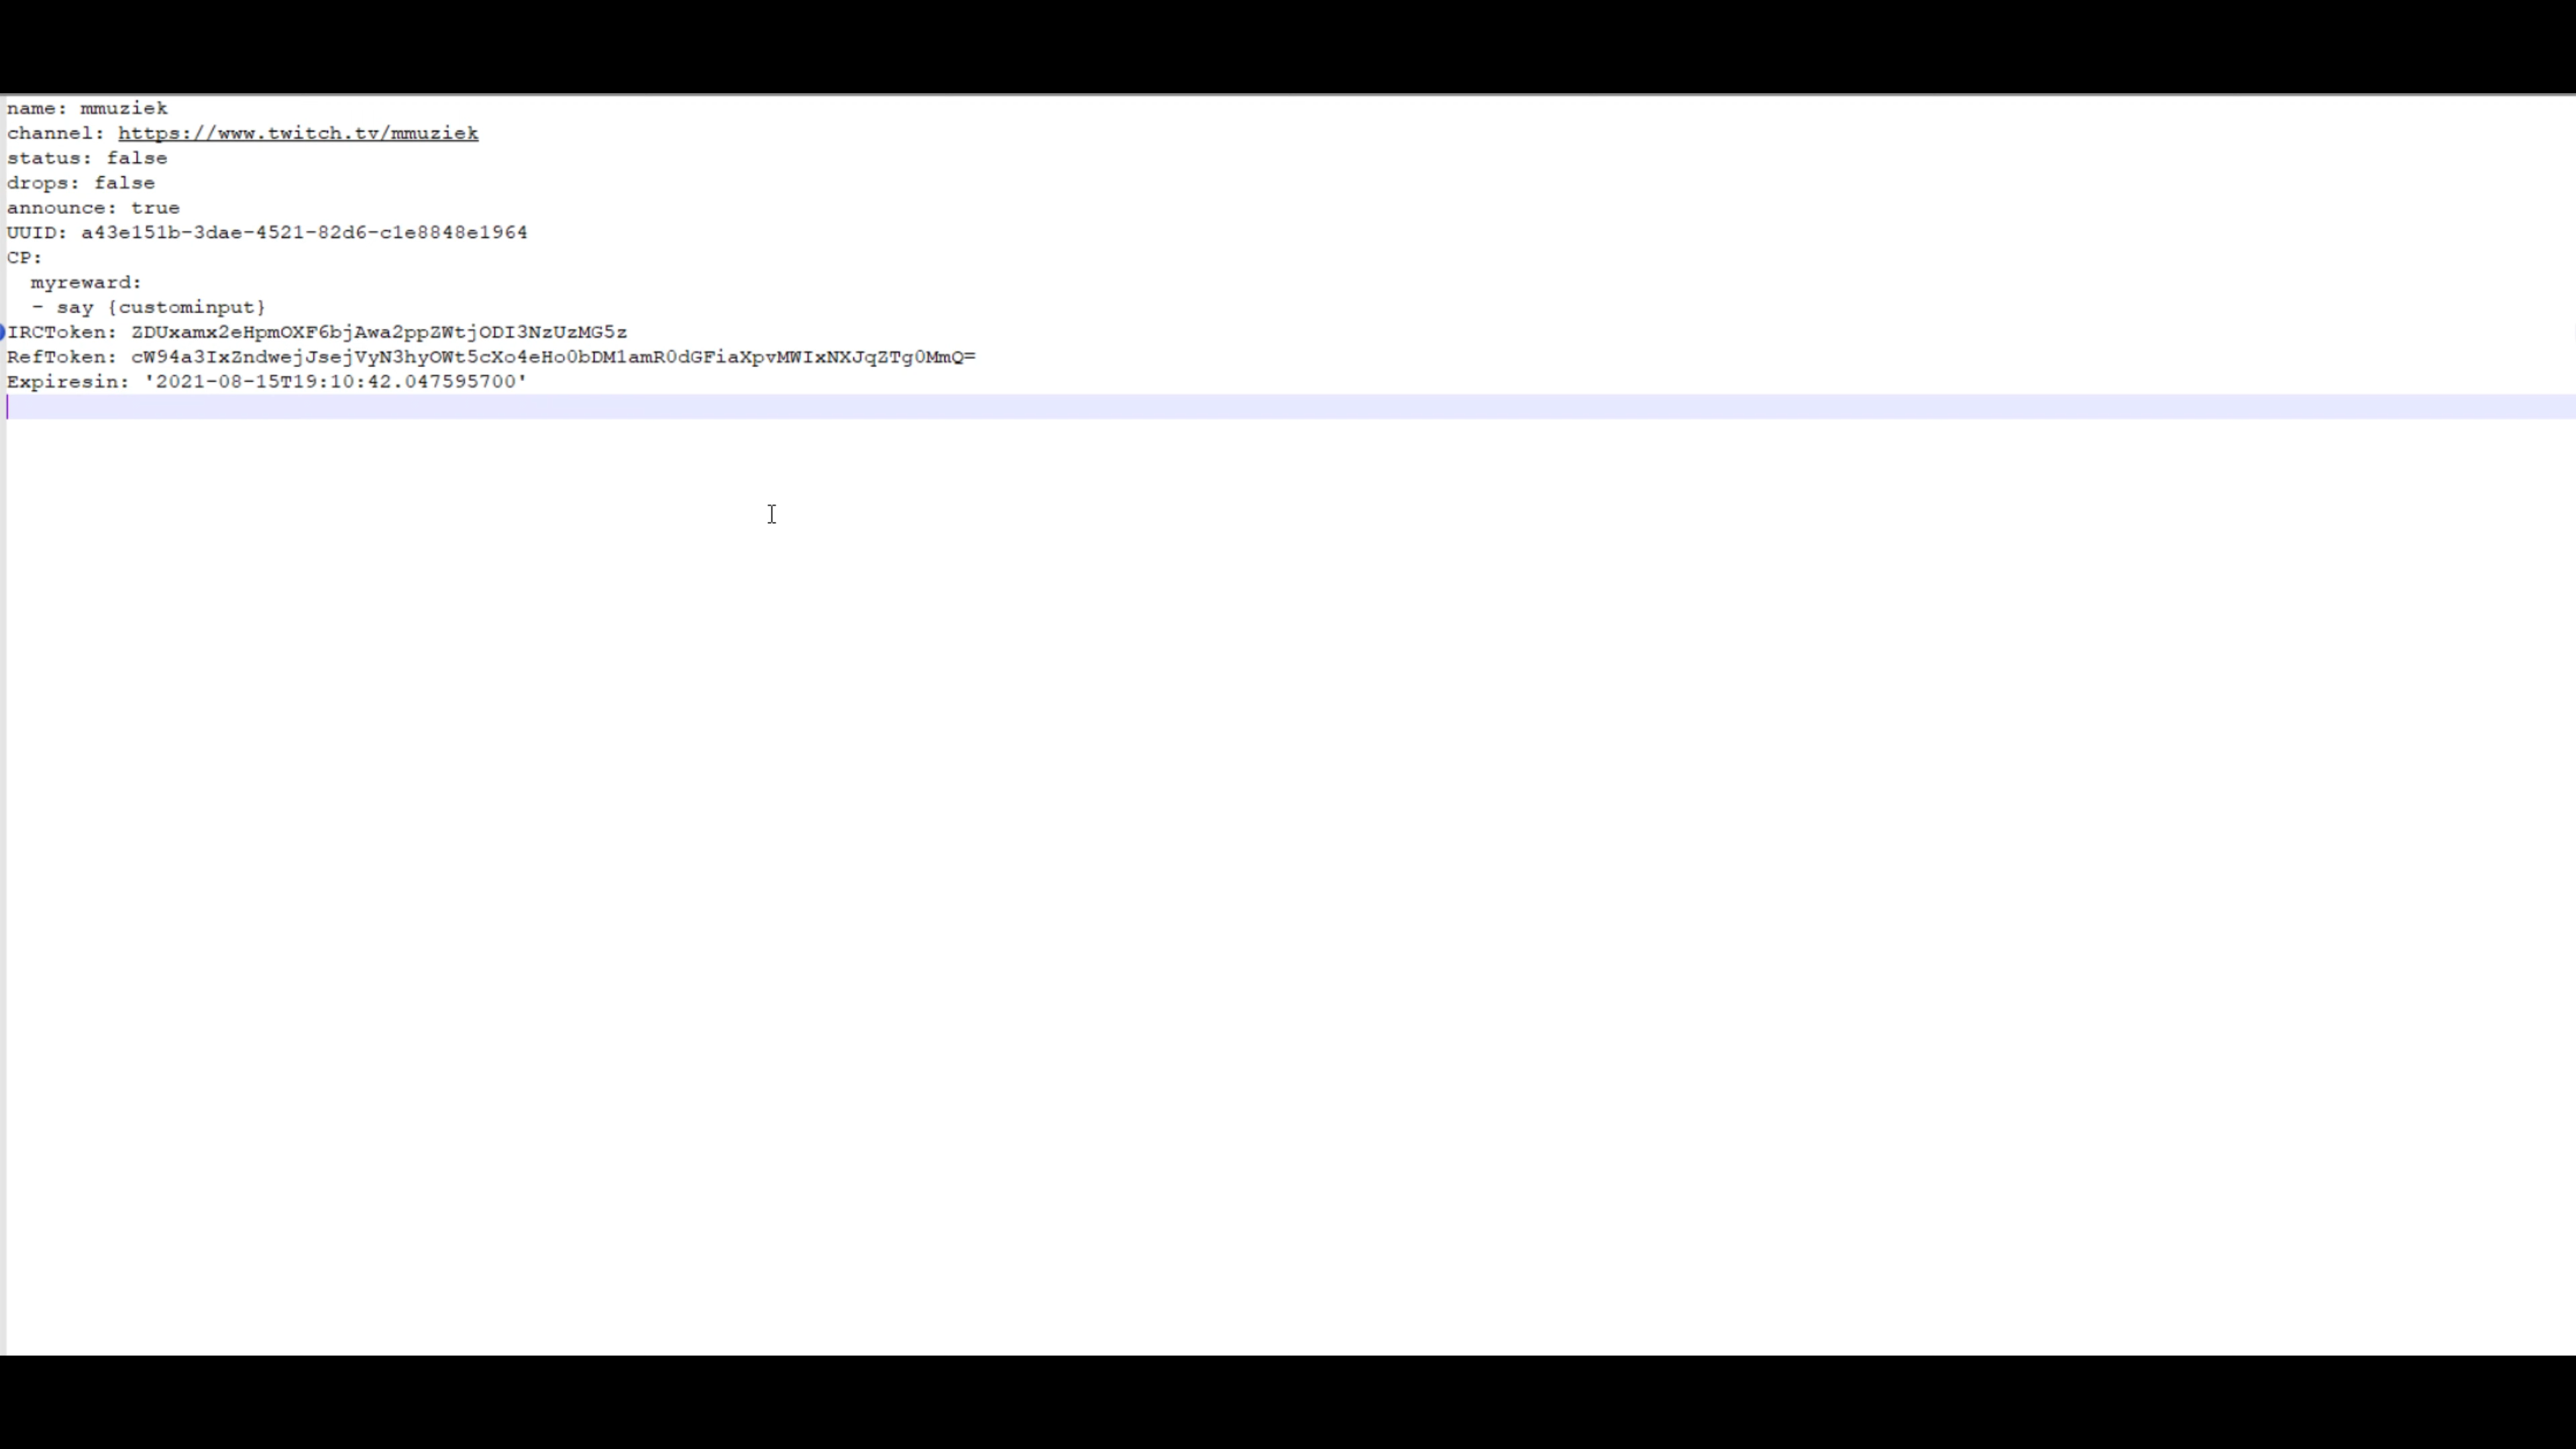 name: mmuziek
channel: https://www.twitch.tv/mmuziek
status: false
drops: false
announce: true
UUID: a43e151b-3dae-4521-82d6-c1e8848e1964
CP:
  myreward:
  - say {custominput}
IRCToken: ZDUxamx2eHpmOXF6bjAwa2ppZWtjODI3NzUzMG5z
RefToken: cW94a3IxZndwejJsejVyN3hyOWt5cXo4eHo0bDM1amR0dGFiaXpvMWIxNXJqZTg0MmQ=
Expiresin: '2021-08-15T19:10:42.047595700'